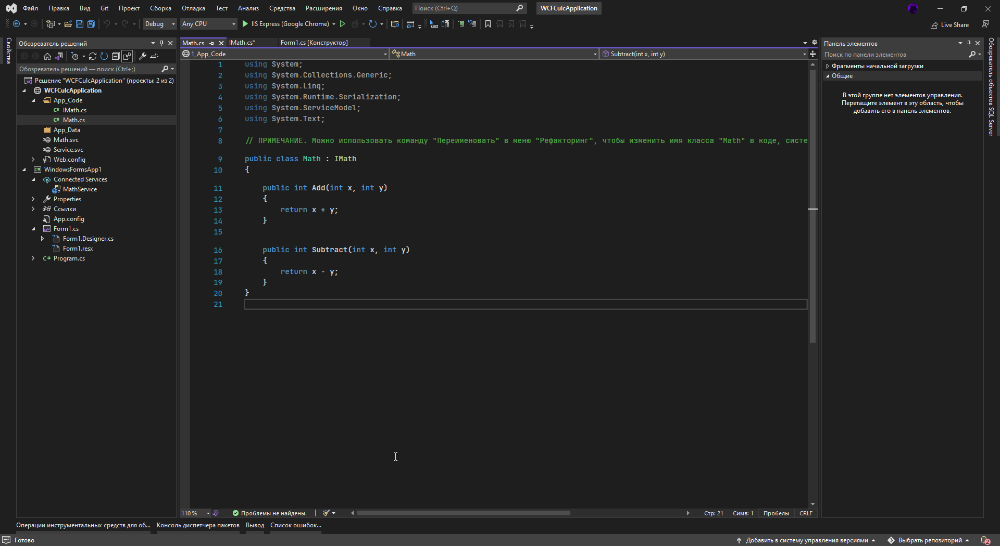 Файл Правка Вид Git Проект Сборка Отладка Тест Анализ Средства Расширения Окно Справка Поиск (Ctrl+Q) WCFCulcApplication
Debug Any CPU IIS Express (Google Chrome) Live Share
Свойства
Обозреватель решений
Обозреватель решений — поиск (Ctrl+;)
Решение "WCFCulcApplication" (проекты: 2 из 2)
WCFCulcApplication
App_Code
C# IMath.cs
C# Math.cs
App_Data
Math.svc
Service.svc
Web.config
C# WindowsFormsApp1
Connected Services
MathService
Properties
Ссылки
App.config
Form1.cs
Form1.Designer.cs
Form1.resx
C# Program.cs
Math.cs IMath.cs* Form1.cs [Конструктор]
1_App_Code Math Subtract(int x, int y)
1 using System;
2 using System.Collections.Generic;
3 using System.Linq;
4 using System.Runtime.Serialization;
5 using System.ServiceModel;
6 using System.Text;
7
8 // ПРИМЕЧАНИЕ. Можно использовать команду "Переименовать" в меню "Рефакторинг", чтобы изменить имя класса "Math" в коде, систе
9 public class Math : IMath
10 {
11 public int Add(int x, int y)
12 {
13 return x + y;
14 }
15
16 public int Subtract(int x, int y)
17 {
18 return x - y;
19 }
20 }
21
110 % Проблемы не найдены. Стр: 21 Симв: 1 Пробелы CRLF
Панель элементов
Поиск по панели элементов
Фрагменты начальной загрузки
Общие
В этой группе нет элементов управления.
Перетащите элемент в эту область, чтобы
добавить его в панель элементов.
Обозреватель объектов SQL Server
Операции инструментальных средств для об... Консоль диспетчера пакетов Вывод Список ошибок...
Готово Добавить в систему управления версиями Выбрать репозиторий 2